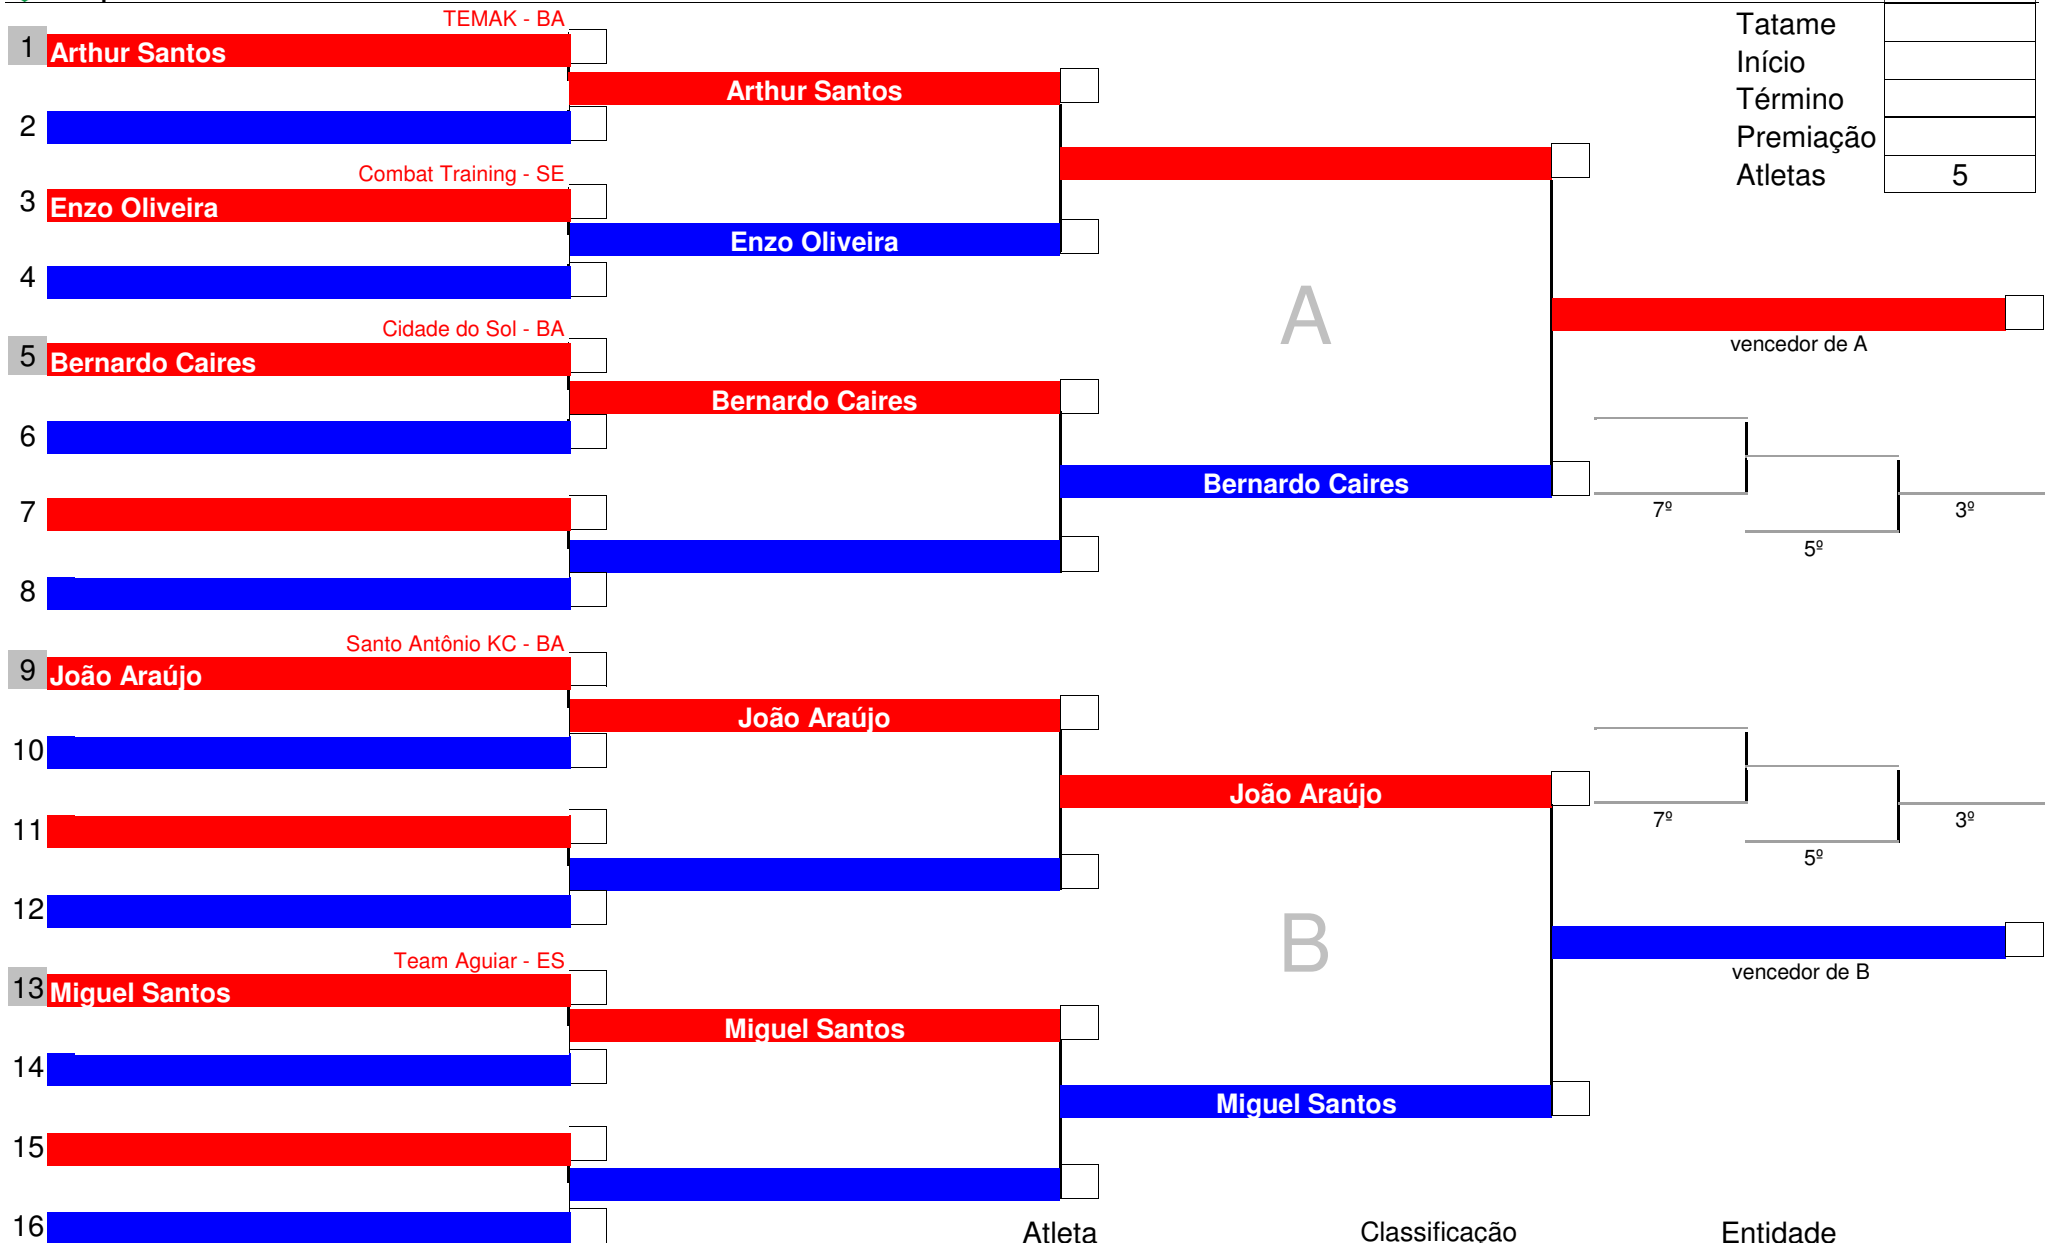 TEMAK - BA
1 Arthur Santos
Arthur Santos
2
Combat Training - SE
3 Enzo Oliveira
Enzo Oliveira
4
Cidade do Sol - BA
5 Bernardo Caires
Bernardo Caires
6
Bernardo Caires
7
8
Santo Antônio KC - BA
9 João Araújo
João Araújo
10
João Araújo
11
12
Team Aguiar - ES
13 Miguel Santos
Miguel Santos
14
Miguel Santos
15
16
A
B
Tatame
Início
Término
Premiação
Atletas 5
vencedor de A
7º
5º
3º
7º
5º
3º
vencedor de B
Atleta Classificação Entidade